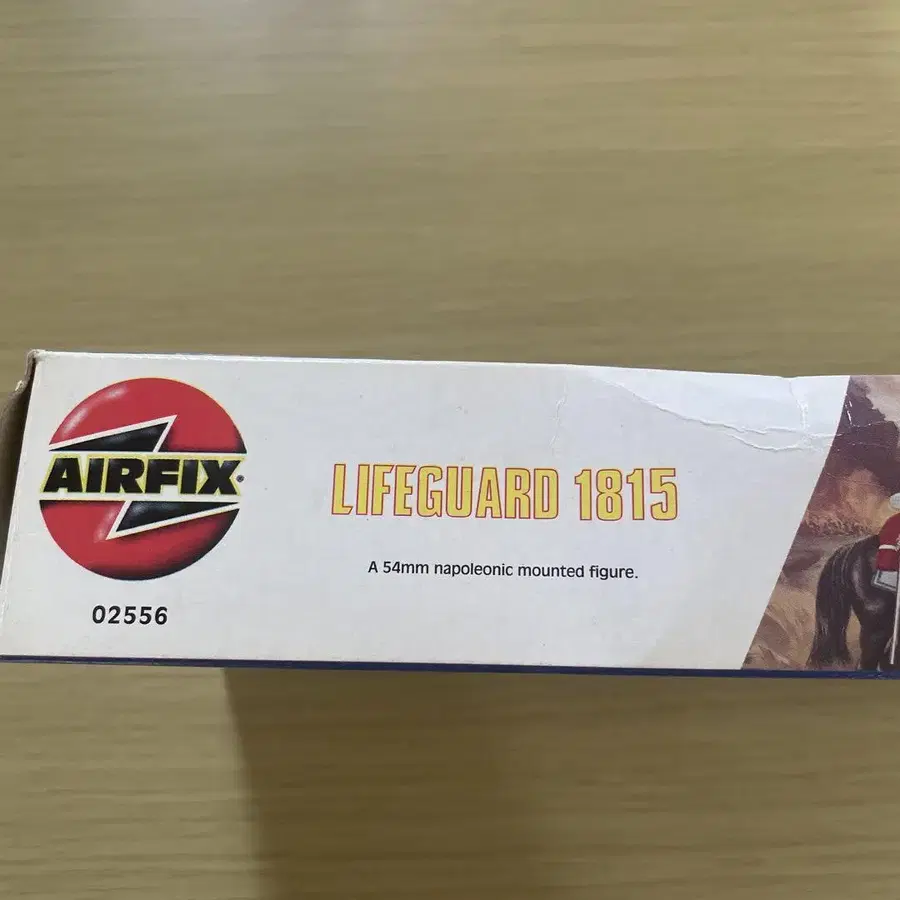 AIRFIX
02556
LIFEGUARD 1815
A 54mm napoleonic mounted figure.